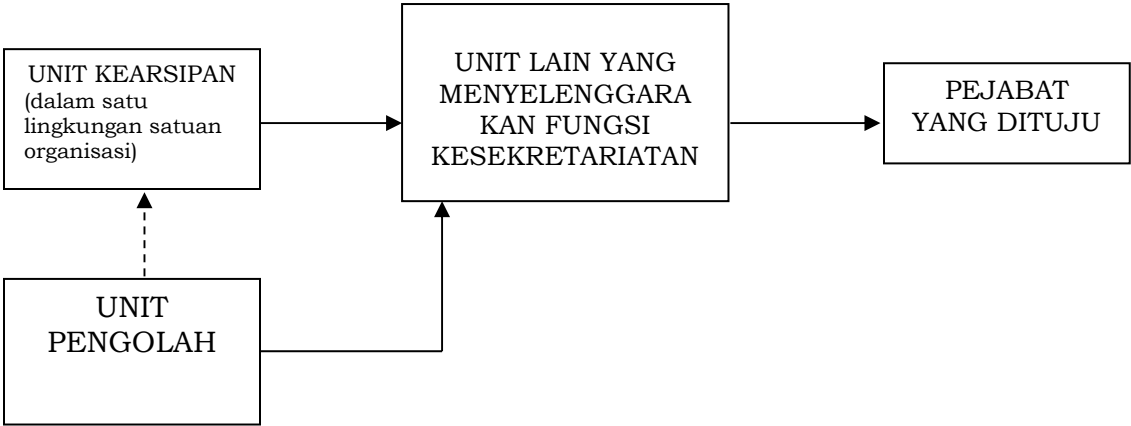 UNIT KEARSIPAN
(dalam satu
lingkungan satuan
organisasi)
UNIT LAIN YANG
MENYELENGGARA
KAN FUNGSI
KESEKRETARIATAN
PEJABAT
YANG DITUJU
UNIT
PENGOLAH